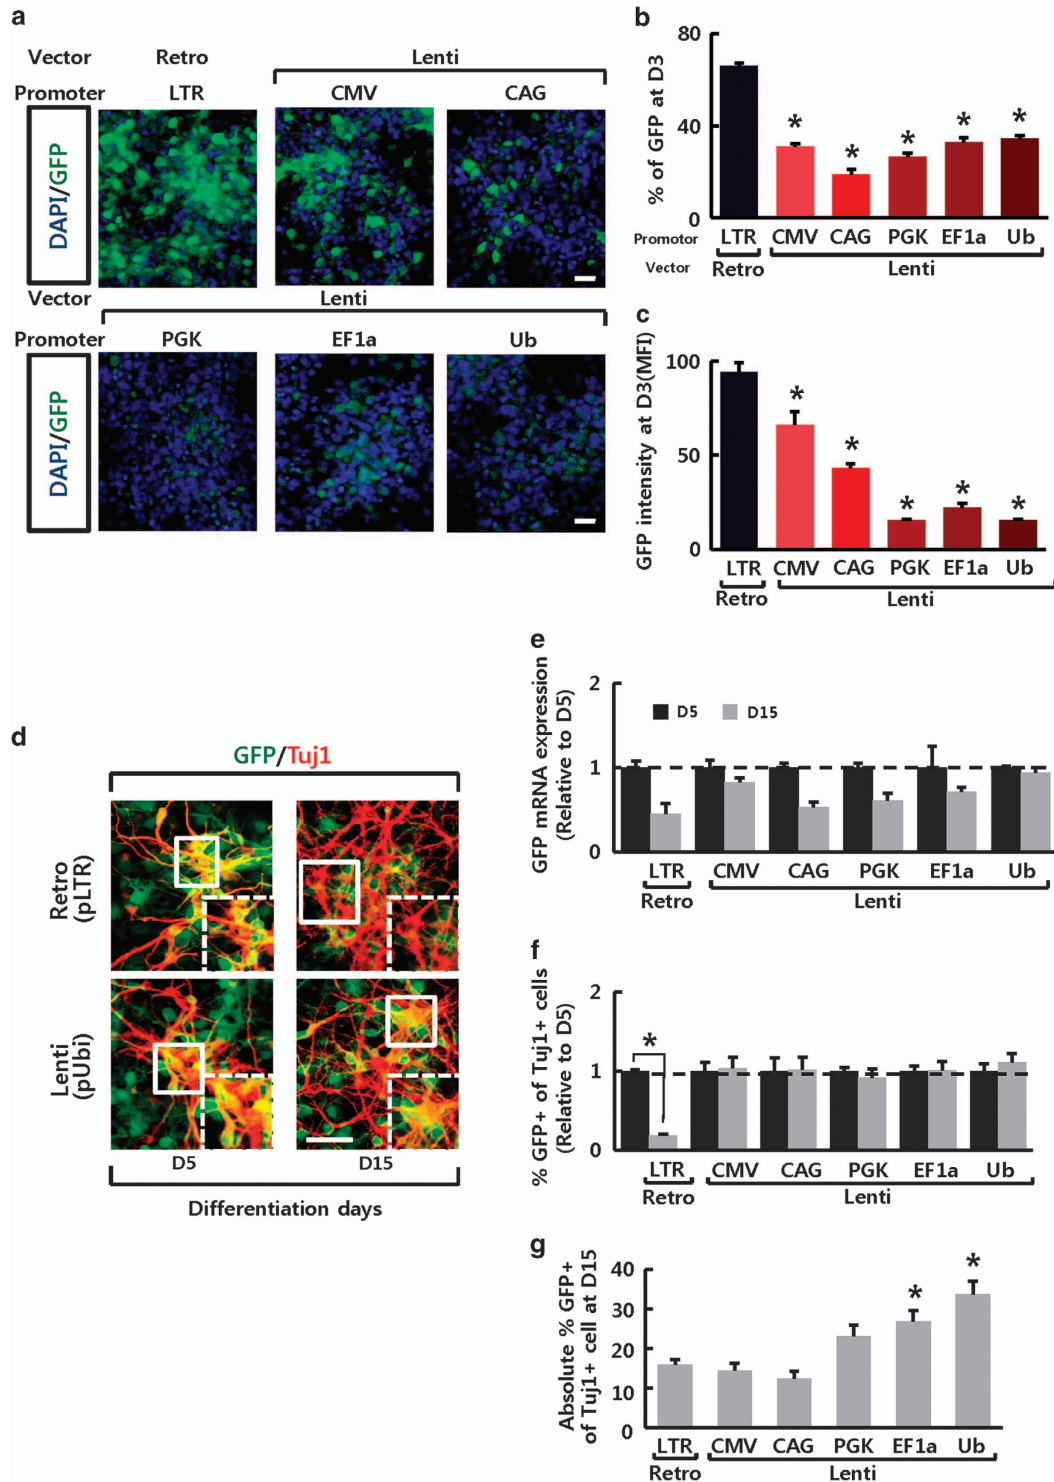 a
Vector Retro Lenti
Promoter LTR CMV CAG
DAPI/GFP
Vector Lenti
Promoter PGK EF1a Ub
DAPI/GFP
b
% of GFP at D3
80
40
0
* * * * *
Promotor LTR CMV CAG PGK EF1a Ub
Vector Retro Lenti
c
GFP intensity at D3(MFI)
100
50
0
* * * * *
LTR CMV CAG PGK EF1a Ub
Retro Lenti
d
GFP/Tuj1
Retro
(pLTR)
Lenti
(pUbi)
D5 D15
Differentiation days
e
GFP mRNA expression
(Relative to D5)
2
1
0
D5 D15
LTR CMV CAG PGK EF1a Ub
Retro Lenti
f
% GFP+ of Tuj1+ cells
(Relative to D5)
2
1
0
*
LTR CMV CAG PGK EF1a Ub
Retro Lenti
g
Absolute % GFP+
of Tuj1+ cell at D15
40
30
20
10
0
* *
LTR CMV CAG PGK EF1a Ub
Retro Lenti